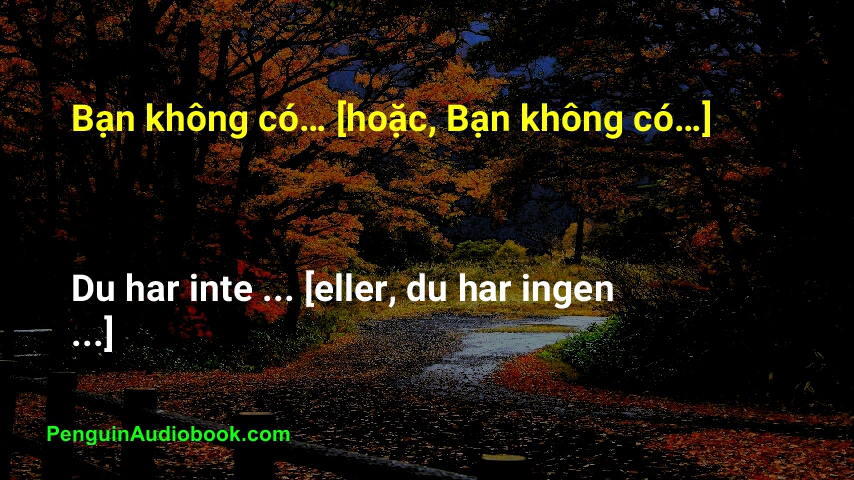 Bạn không có… [hoặc, Bạn không có…]
Du har inte ... [eller, du har ingen
...]
PenguinAudiobook.com